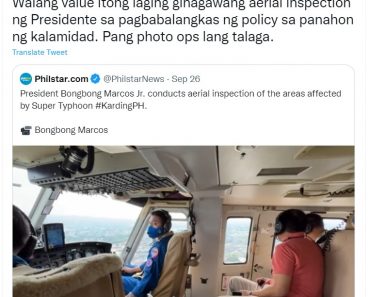 Walang value itong laging ginagawang aerial inspection
ng Presidente sa pagbabalangkas ng policy sa panahon
ng kalamidad. Pang photo ops lang talaga.
Translate Tweet
Philstar.com @PhilstarNews · Sep 26
President Bongbong Marcos Jr. conducts aerial inspection of the areas affected
by Super Typhoon #KardingPH.
Bongbong Marcos